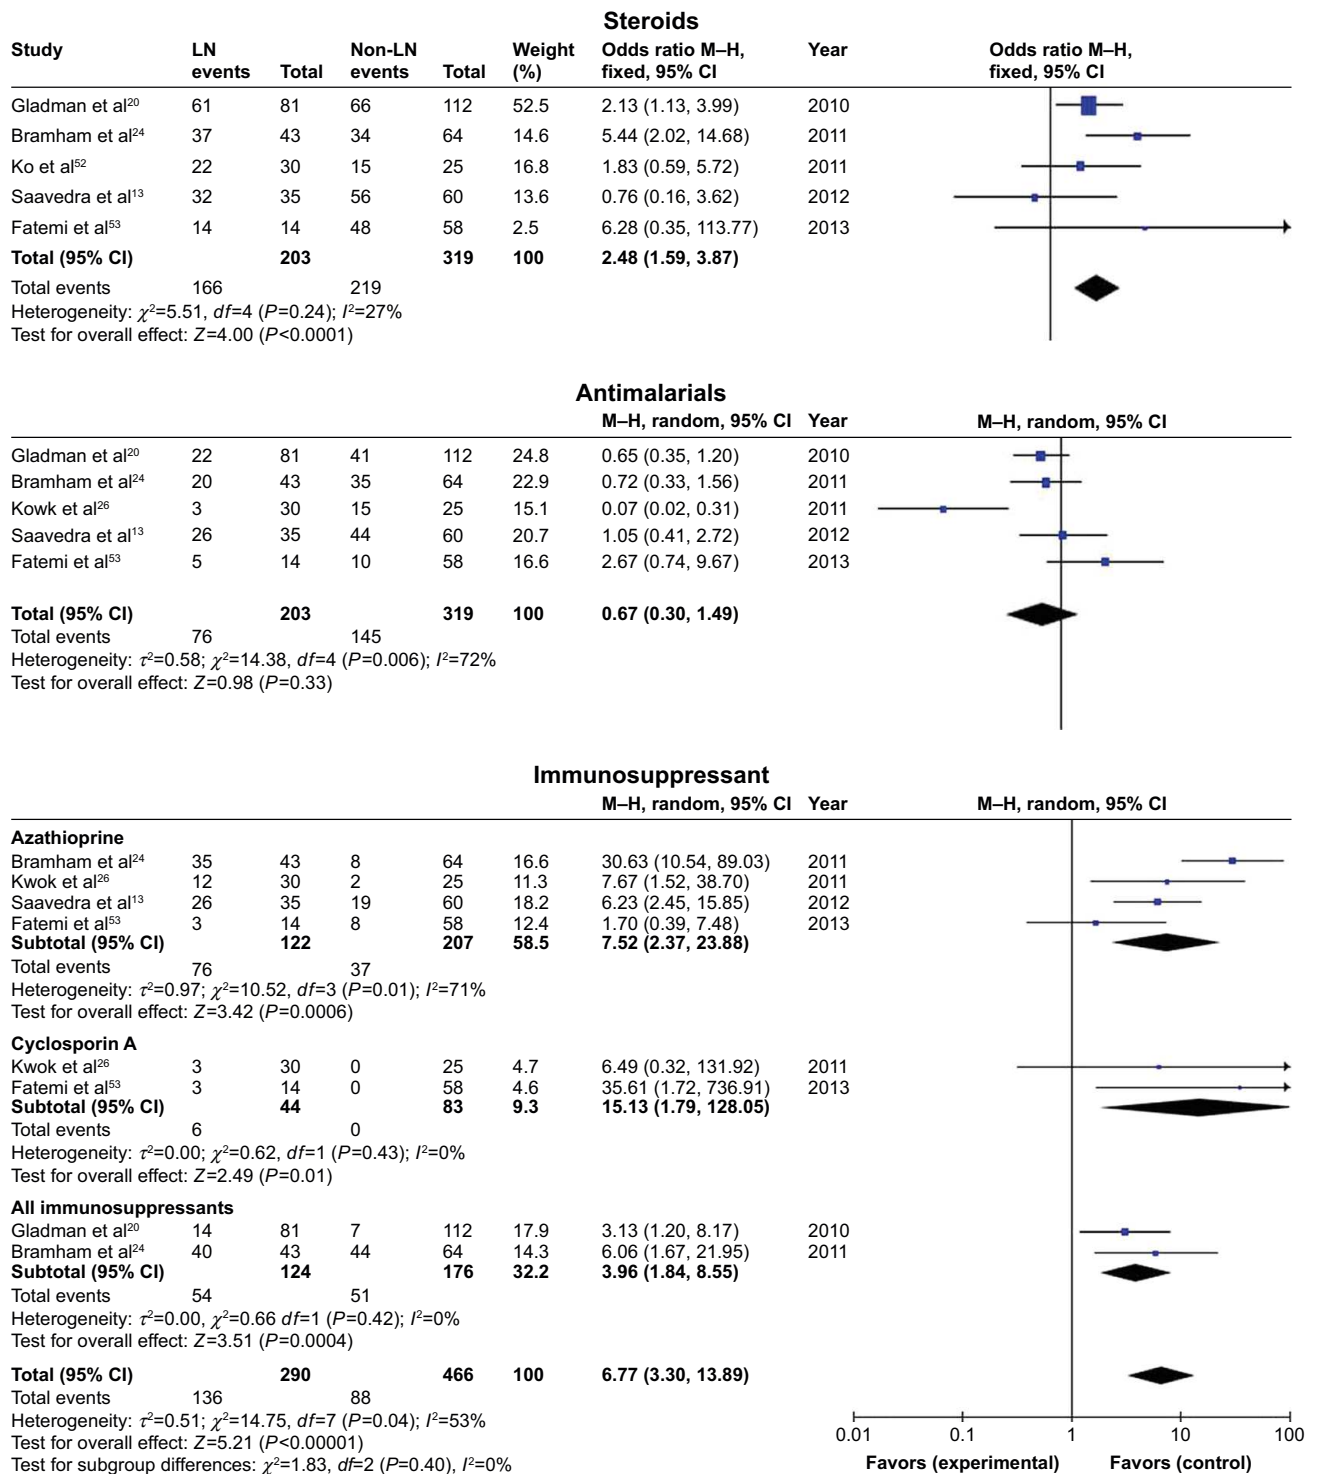 Steroids
Study LN events Total Non-LN events Total Weight (%) Odds ratio M–H, fixed, 95% CI Year Odds ratio M–H, fixed, 95% CI
Gladman et al²⁰ 61 81 66 112 52.5 2.13 (1.13, 3.99) 2010
Bramham et al²⁴ 37 43 34 64 14.6 5.44 (2.02, 14.68) 2011
Ko et al⁵² 22 30 15 25 16.8 1.83 (0.59, 5.72) 2011
Saavedra et al¹³ 32 35 56 60 13.6 0.76 (0.16, 3.62) 2012
Fatemi et al⁵³ 14 14 48 58 2.5 6.28 (0.35, 113.77) 2013
Total (95% CI) 203 319 100 2.48 (1.59, 3.87)
Total events 166 219
Heterogeneity: χ²=5.51, df=4 (P=0.24); I²=27%
Test for overall effect: Z=4.00 (P<0.0001)
Antimalarials
M–H, random, 95% CI Year M–H, random, 95% CI
Gladman et al²⁰ 22 81 41 112 24.8 0.65 (0.35, 1.20) 2010
Bramham et al²⁴ 20 43 35 64 22.9 0.72 (0.33, 1.56) 2011
Kowk et al²⁶ 3 30 15 25 15.1 0.07 (0.02, 0.31) 2011
Saavedra et al¹³ 26 35 44 60 20.7 1.05 (0.41, 2.72) 2012
Fatemi et al⁵³ 5 14 10 58 16.6 2.67 (0.74, 9.67) 2013
Total (95% CI) 203 319 100 0.67 (0.30, 1.49)
Total events 76 145
Heterogeneity: τ²=0.58; χ²=14.38, df=4 (P=0.006); I²=72%
Test for overall effect: Z=0.98 (P=0.33)
Immunosuppressant
M–H, random, 95% CI Year M–H, random, 95% CI
Azathioprine
Bramham et al²⁴ 35 43 8 64 16.6 30.63 (10.54, 89.03) 2011
Kwok et al²⁶ 12 30 2 25 11.3 7.67 (1.52, 38.70) 2011
Saavedra et al¹³ 26 35 19 60 18.2 6.23 (2.45, 15.85) 2012
Fatemi et al⁵³ 3 14 8 58 12.4 1.70 (0.39, 7.48) 2013
Subtotal (95% CI) 122 207 58.5 7.52 (2.37, 23.88)
Total events 76 37
Heterogeneity: τ²=0.97; χ²=10.52, df=3 (P=0.01); I²=71%
Test for overall effect: Z=3.42 (P=0.0006)
Cyclosporin A
Kwok et al²⁶ 3 30 0 25 4.7 6.49 (0.32, 131.92) 2011
Fatemi et al⁵³ 3 14 0 58 4.6 35.61 (1.72, 736.91) 2013
Subtotal (95% CI) 44 83 9.3 15.13 (1.79, 128.05)
Total events 6 0
Heterogeneity: τ²=0.00; χ²=0.62, df=1 (P=0.43); I²=0%
Test for overall effect: Z=2.49 (P=0.01)
All immunosuppressants
Gladman et al²⁰ 14 81 7 112 17.9 3.13 (1.20, 8.17) 2010
Bramham et al²⁴ 40 43 44 64 14.3 6.06 (1.67, 21.95) 2011
Subtotal (95% CI) 124 176 32.2 3.96 (1.84, 8.55)
Total events 54 51
Heterogeneity: τ²=0.00, χ²=0.66 df=1 (P=0.42); I²=0%
Test for overall effect: Z=3.51 (P=0.0004)
Total (95% CI) 290 466 100 6.77 (3.30, 13.89)
Total events 136 88
Heterogeneity: τ²=0.51; χ²=14.75, df=7 (P=0.04); I²=53%
Test for overall effect: Z=5.21 (P<0.00001)
Test for subgroup differences: χ²=1.83, df=2 (P=0.40), I²=0%
0.01 0.1 1 10 100
Favors (experimental) Favors (control)